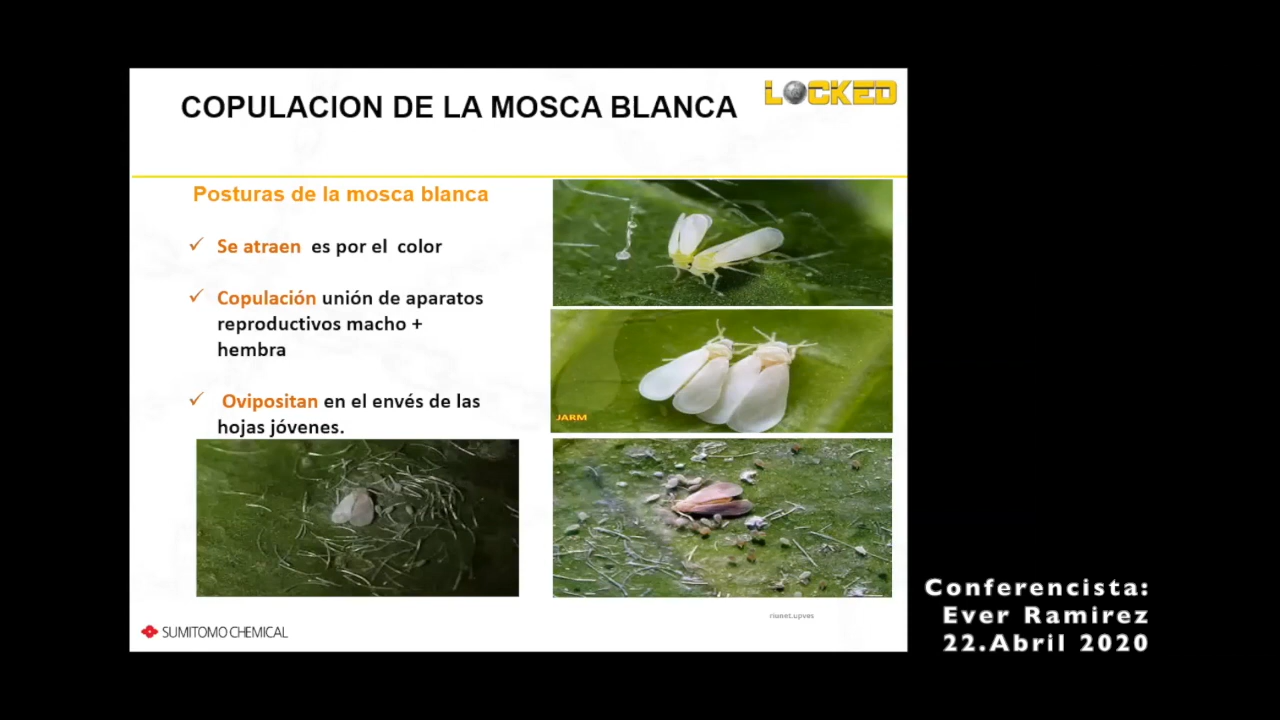 COPULACION DE LA MOSCA BLANCA
LOCKED
Posturas de la mosca blanca
✓ Se atraen es por el color
✓ Copulación unión de aparatos
reproductivos macho +
hembra
✓ Ovipositan en el envés de las
hojas jóvenes.
JARM
riunet.upves
SUMITOMO CHEMICAL
Conferencista:
Ever Ramirez
22.Abril 2020